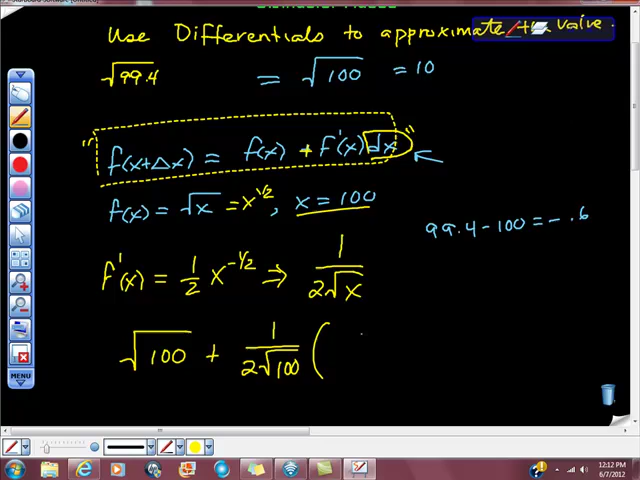 Use Differentials to approximate the value.
√99.4 = √100 = 10
"f(x+Δx) = f(x) + f'(x) dx"
f(x) = √x = x^1/2, x = 100
99.4 - 100 = -.6
f'(x) = 1/2 x^-1/2 ⇒ 1/(2√x)
√100 + 1/(2√100) (
12:12 PM
6/7/2012